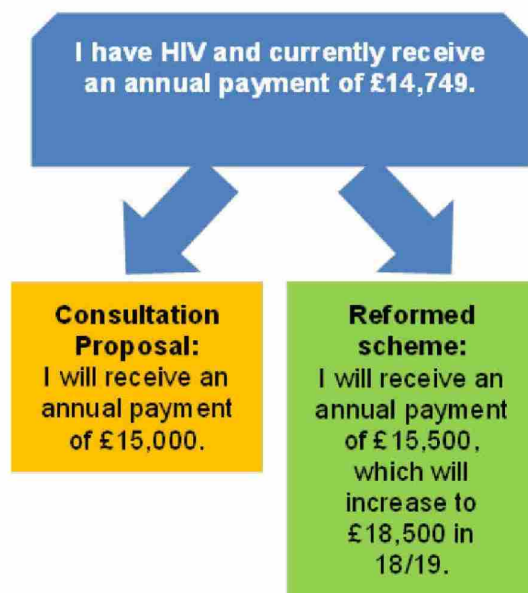 I have HIV and currently receive
an annual payment of £14,749.
Consultation
Proposal:
I will receive an
annual payment
of £15,000.
Reformed
scheme:
I will receive an
annual payment
of £15,500,
which will
increase to
£18,500 in
18/19.